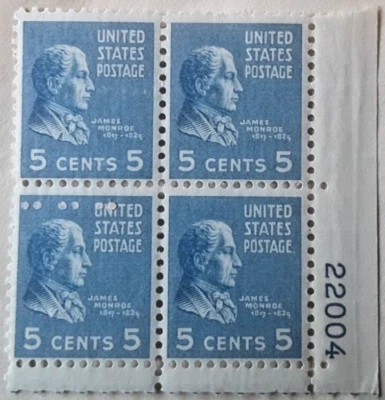 UNITED
STATES
POSTAGE
JAMES
MONROE
1817-1825
5 CENTS 5
UNITED
STATES
POSTAGE
JAMES
MONROE
1817-1825
5 CENTS 5
UNITED
STATES
POSTAGE
JAMES
MONROE
1817-1825
5 CENTS 5
UNITED
STATES
POSTAGE
JAMES
MONROE
1817-1825
5 CENTS 5
22004